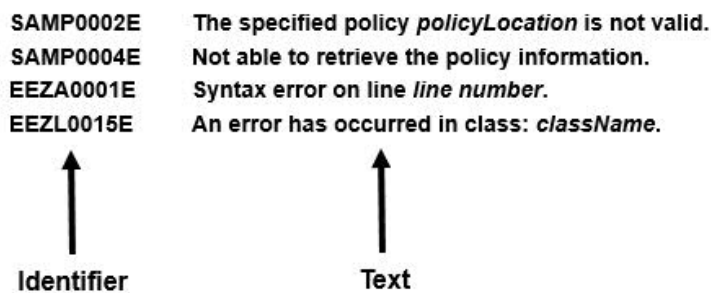 SAMP0002E The specified policy policyLocation is not valid.
SAMP0004E Not able to retrieve the policy information.
EEZA0001E Syntax error on line line number.
EEZL0015E An error has occurred in class: className.
Identifier Text